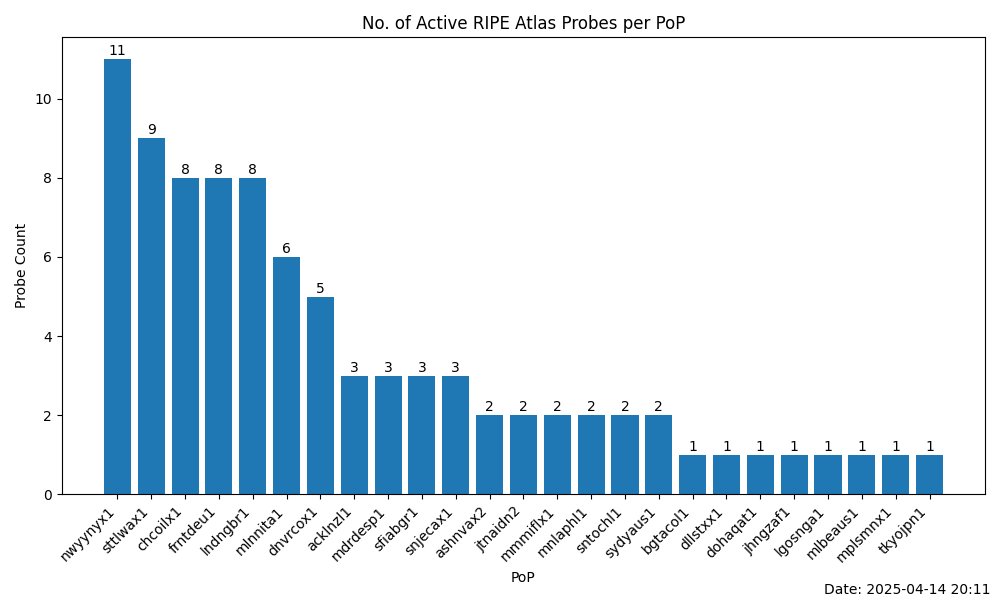 No. of Active RIPE Atlas Probes per PoP
Probe Count
10
8
6
4
2
0
11
9
8
8
8
6
5
3
3
3
3
2
2
2
2
2
2
1
1
1
1
1
1
1
1
nwyynyx1
sttlwax1
chcoilx1
frntdeu1
lndngbr1
mlnnita1
dnvrcox1
acklnzl1
mdrdesp1
sfiabgr1
snjecax1
ashnvax2
jtnaidn2
mmmiflx1
mnlaphl1
sntochl1
sydyaus1
bgtacol1
dllstxx1
dohaqat1
jhngzaf1
lgosnga1
mlbeaus1
mplsmnx1
tkyojpn1
PoP
Date: 2025-04-14 20:11